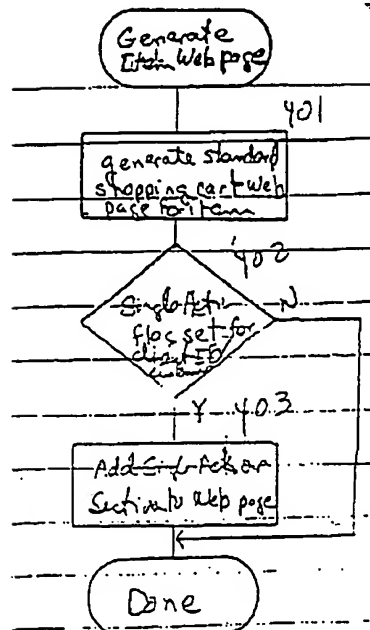 Generate
Item Web page
401
generate standard
shopping cart Web
page for item
402
Single-Action
N
flag set for
client ID
Y 403
Add Single-Action
Section to Web page
Done